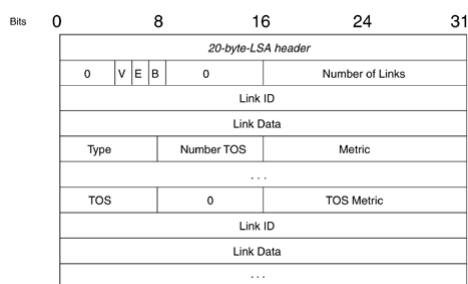 Bits 0 8 16 24 31
20-byte-LSA header
0 V E B 0 Number of Links
Link ID
Link Data
Type Number TOS Metric
. . .
TOS 0 TOS Metric
Link ID
Link Data
. . .